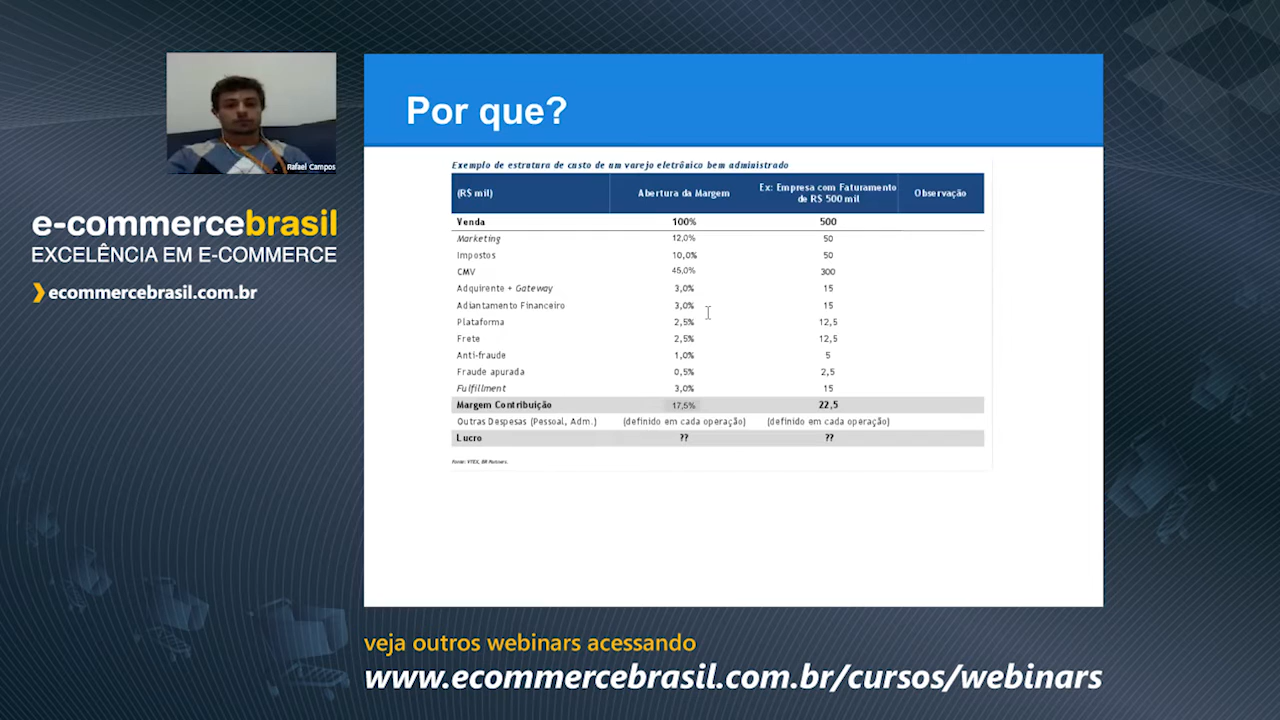 Rafael Campos
e-commercebrasil
EXCELÊNCIA EM E-COMMERCE
ecommercebrasil.com.br
Por que?
Exemplo de estrutura de custo de um varejo eletrônico bem administrado
(R$ mil) Abertura da Margem Ex: Empresa com Faturamento de R$ 500 mil Observação
Venda 100% 500
Marketing 12,0% 50
Impostos 10,0% 50
CMV 45,0% 300
Adquirente + Gateway 3,0% 15
Adiantamento Financeiro 3,0% 15
Plataforma 2,5% 12,5
Frete 2,5% 12,5
Anti-fraude 1,0% 5
Fraude apurada 0,5% 2,5
Fulfillment 3,0% 15
Margem Contribuição 17,5% 22,5
Outras Despesas (Pessoal, Adm.) (definido em cada operação) (definido em cada operação)
Lucro ?? ??
Fonte: VTEX, BR Partners.
veja outros webinars acessando
www.ecommercebrasil.com.br/cursos/webinars